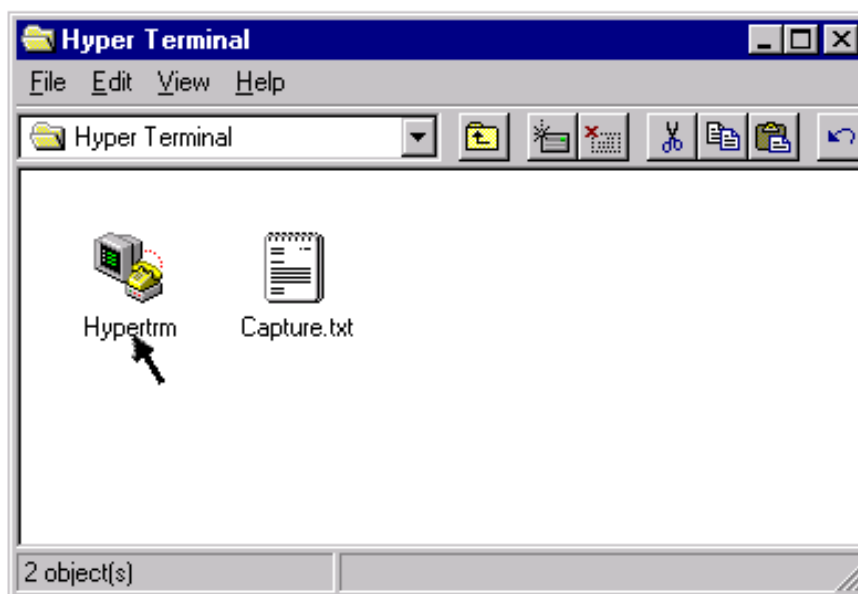 Hyper Terminal
File Edit View Help
Hyper Terminal
Hypertrm Capture.txt
2 object(s)